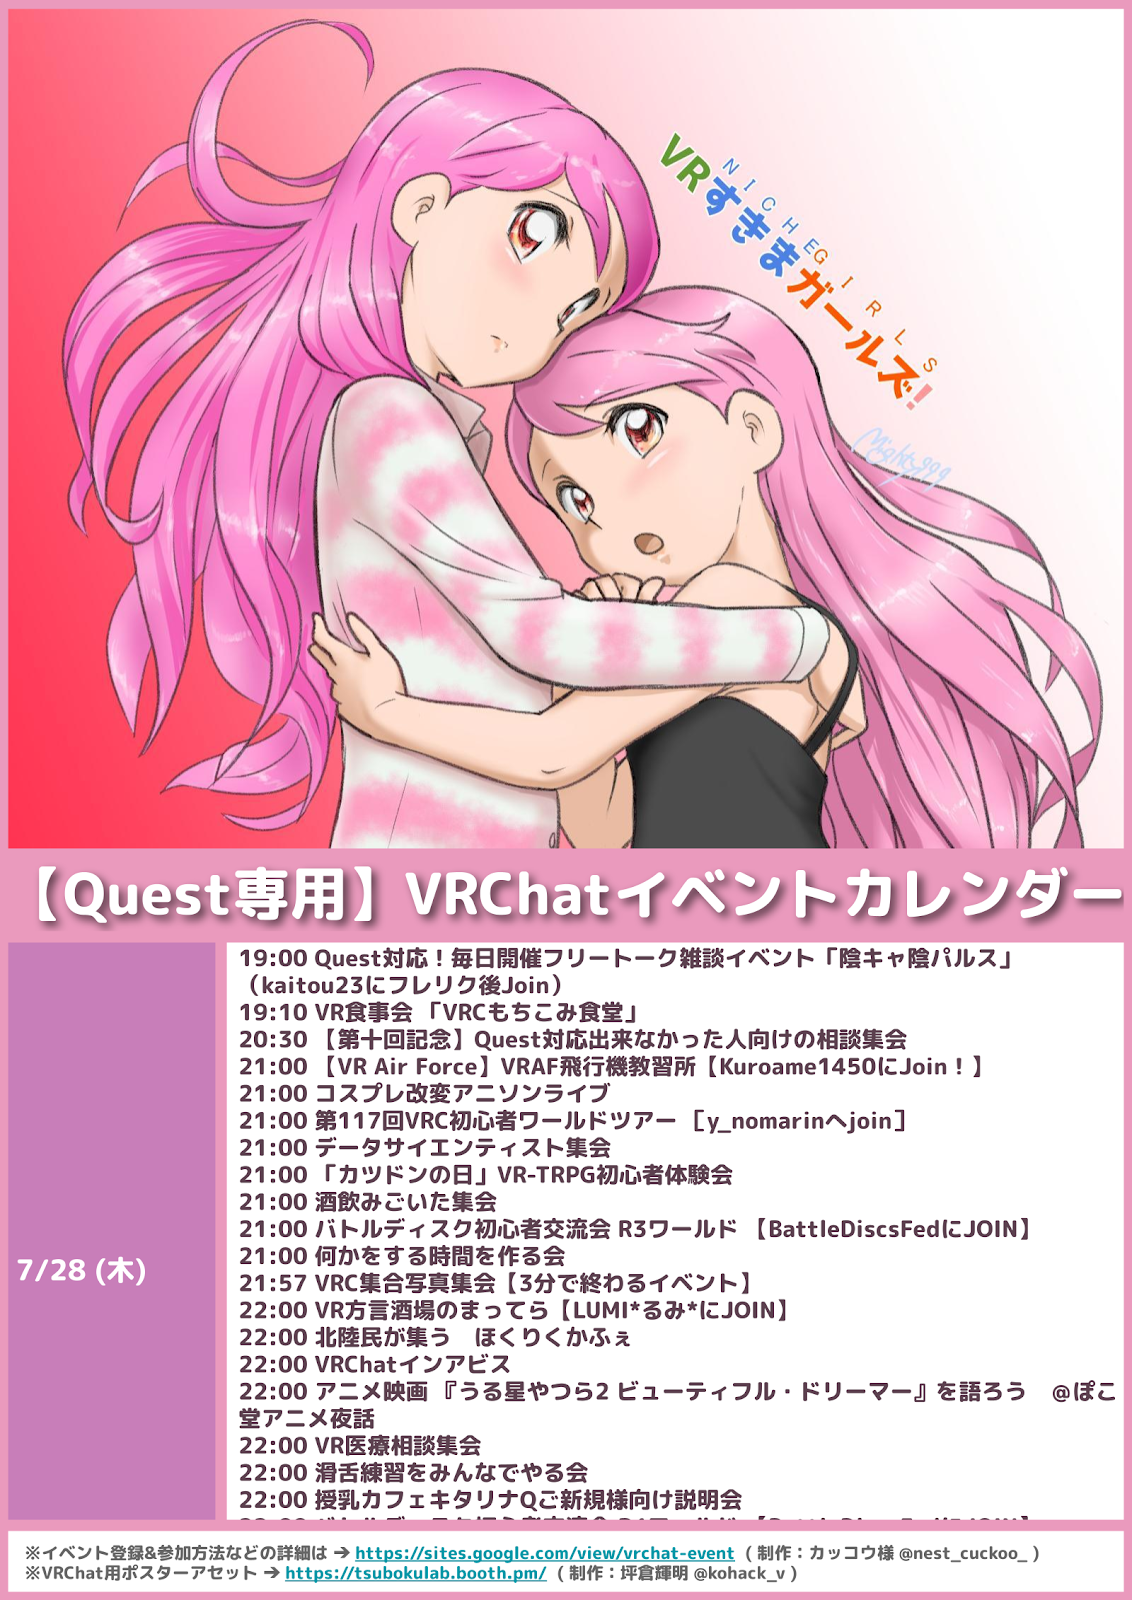 NICHE GIRLS
VRすきまガールズ!
Mighty999
【Quest専用】VRChatイベントカレンダー
7/28 (木)
19:00 Quest対応！毎日開催フリートーク雑談イベント「陰キャ陰パルス」
（kaitou23にフレリク後Join）
19:10 VR食事会 「VRCもちこみ食堂」
20:30 【第十回記念】Quest対応出来なかった人向けの相談集会
21:00 【VR Air Force】VRAF飛行機教習所【Kuroame1450にJoin！】
21:00 コスプレ改変アニソンライブ
21:00 第117回VRC初心者ワールドツアー ［y_nomarinへjoin］
21:00 データサイエンティスト集会
21:00 「カツドンの日」VR-TRPG初心者体験会
21:00 酒飲みごいた集会
21:00 バトルディスク初心者交流会 R3ワールド 【BattleDiscsFedにJOIN】
21:00 何かをする時間を作る会
21:57 VRC集合写真集会【3分で終わるイベント】
22:00 VR方言酒場のまってら【LUMI*るみ*にJOIN】
22:00 北陸民が集う　ほくりくかふぇ
22:00 VRChatインアビス
22:00 アニメ映画 『うる星やつら2 ビューティフル・ドリーマー』を語ろう　@ぽこ
堂アニメ夜話
22:00 VR医療相談集会
22:00 滑舌練習をみんなでやる会
22:00 授乳カフェキタリナQご新規様向け説明会
※イベント登録&参加方法などの詳細は → https://sites.google.com/view/vrchat-event （制作：カッコウ様 @nest_cuckoo_ ）
※VRChat用ポスターアセット → https://tsubokulab.booth.pm/ （制作：坪倉輝明 @kohack_v ）